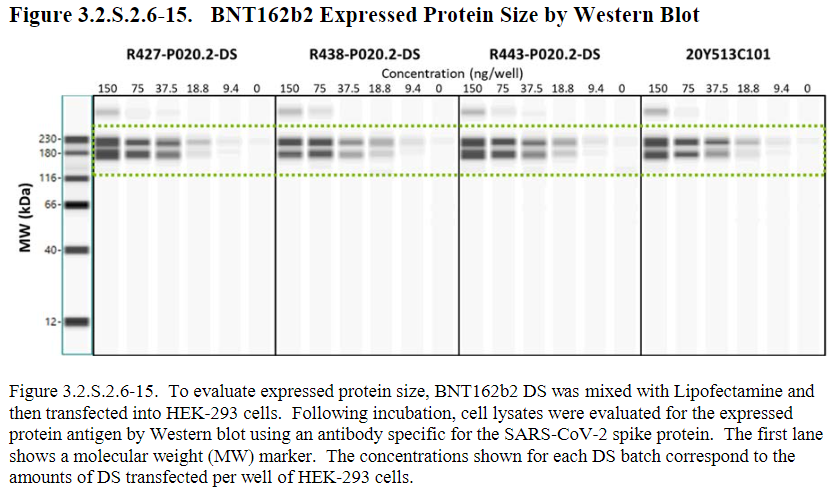 Figure 3.2.S.2.6-15. BNT162b2 Expressed Protein Size by Western Blot
R427-P020.2-DS R438-P020.2-DS R443-P020.2-DS 20Y513C101
Concentration (ng/well)
150 75 37.5 18.8 9.4 0 150 75 37.5 18.8 9.4 0 150 75 37.5 18.8 9.4 0 150 75 37.5 18.8 9.4 0
MW (kDa)
230-
180-
116-
66-
40-
12-
Figure 3.2.S.2.6-15. To evaluate expressed protein size, BNT162b2 DS was mixed with Lipofectamine and
then transfected into HEK-293 cells. Following incubation, cell lysates were evaluated for the expressed
protein antigen by Western blot using an antibody specific for the SARS-CoV-2 spike protein. The first lane
shows a molecular weight (MW) marker. The concentrations shown for each DS batch correspond to the
amounts of DS transfected per well of HEK-293 cells.